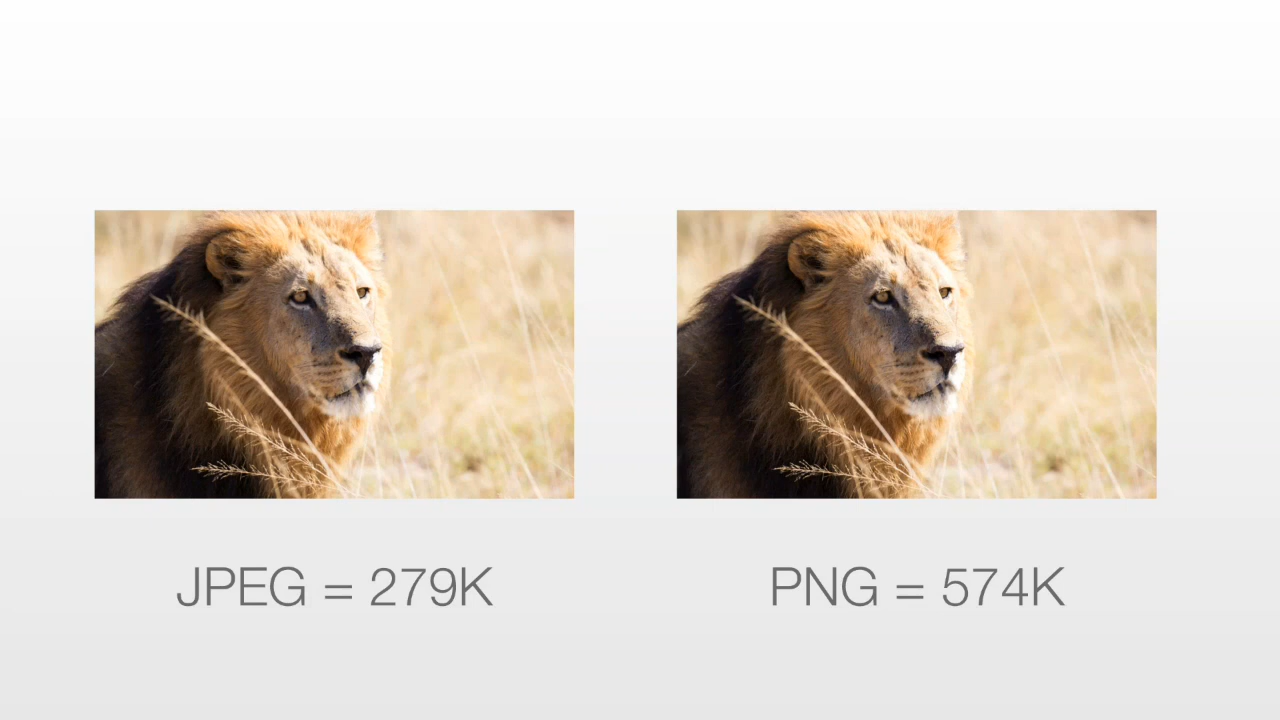 JPEG = 279K
PNG = 574K